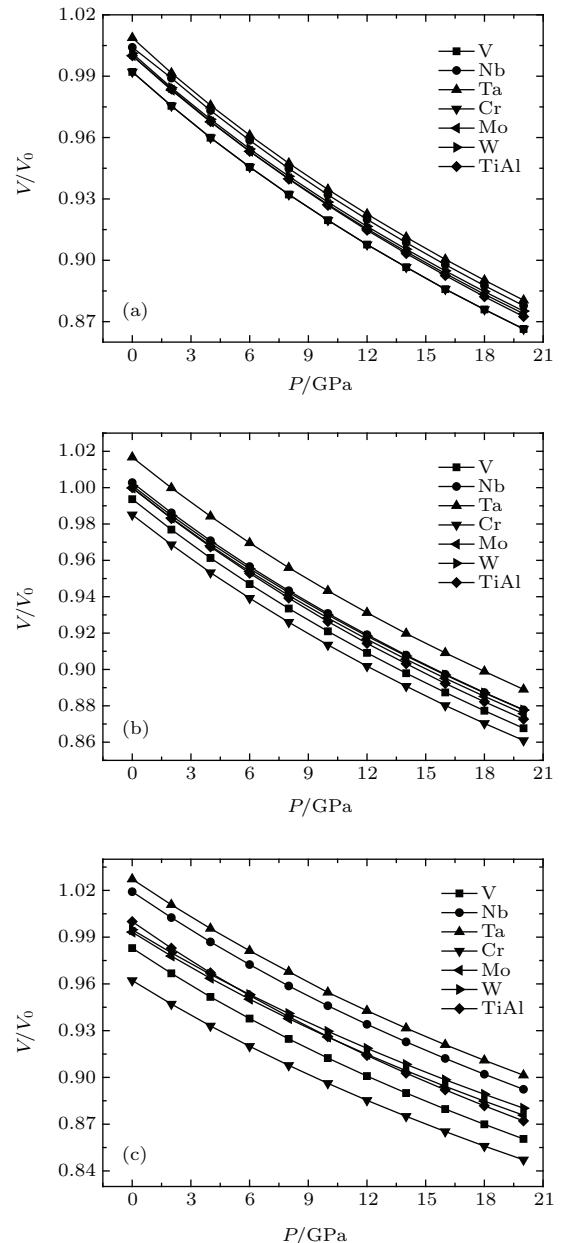 1.02
0.99
0.96
0.93
0.90
0.87
V/V₀
V
Nb
Ta
Cr
Mo
W
TiAl
(a)
0 3 6 9 12 15 18 21
P/GPa
1.02
1.00
0.98
0.96
0.94
0.92
0.90
0.88
0.86
V/V₀
V
Nb
Ta
Cr
Mo
W
TiAl
(b)
0 3 6 9 12 15 18 21
P/GPa
1.02
0.99
0.96
0.93
0.90
0.87
0.84
V/V₀
V
Nb
Ta
Cr
Mo
W
TiAl
(c)
0 3 6 9 12 15 18 21
P/GPa